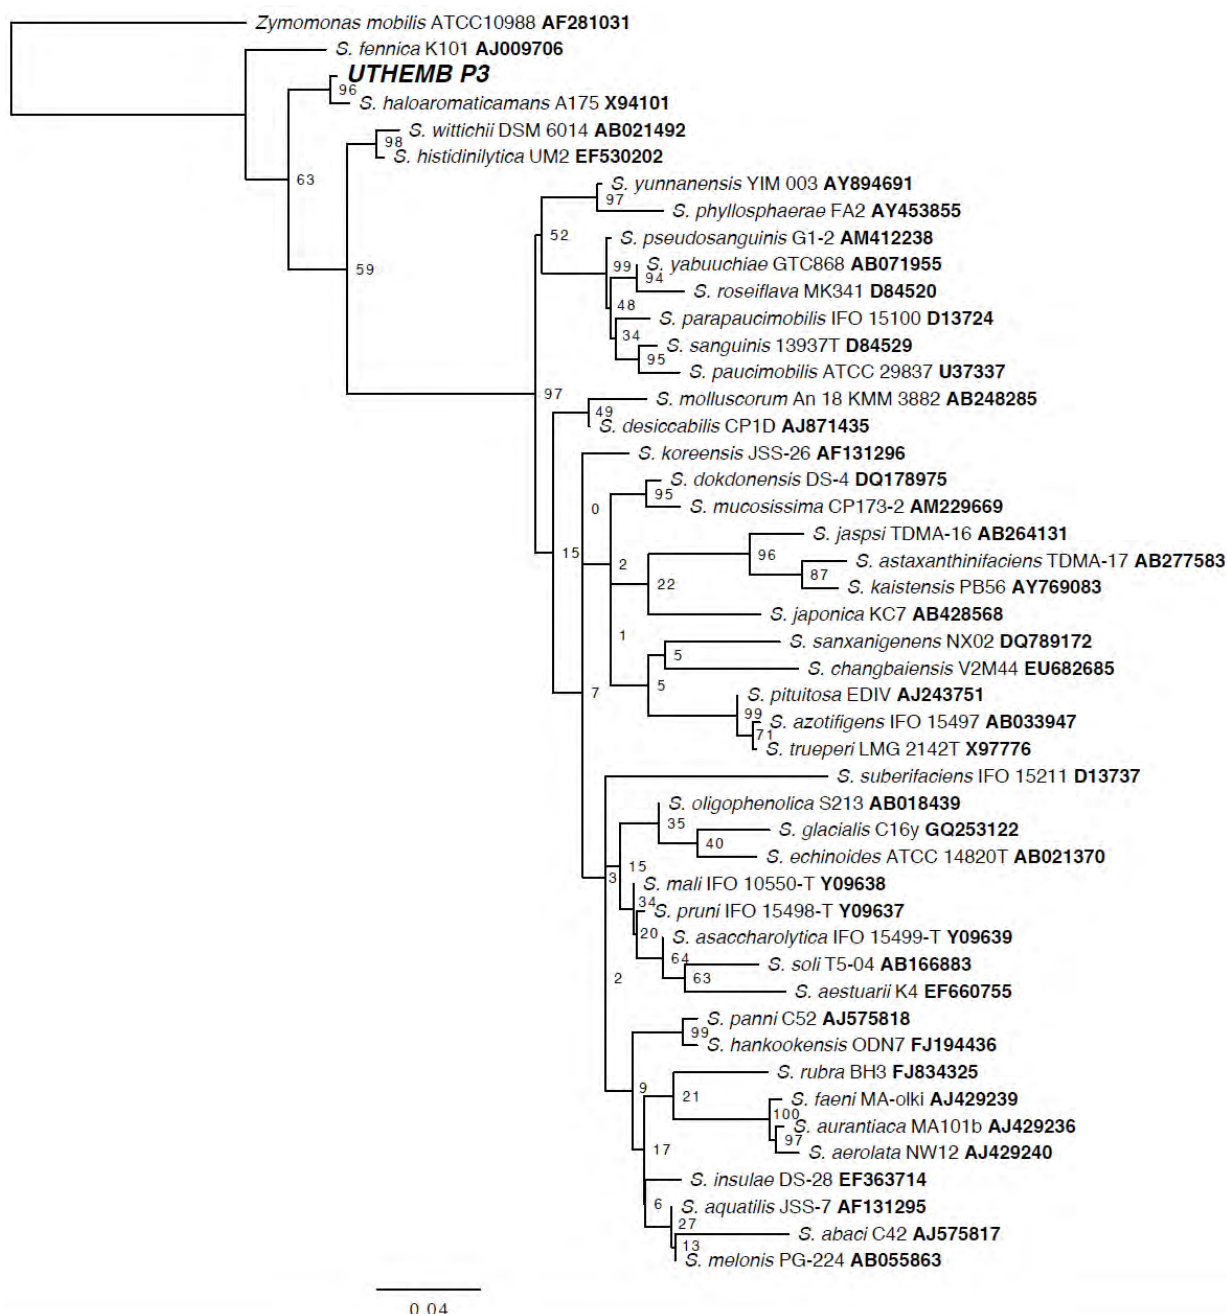 Zymomonas mobilis ATCC10988 AF281031
S. fennica K101 AJ009706
UTHEMB P3
96
S. haloaromaticamans A175 X94101
S. wittichii DSM 6014 AB021492
98
S. histidinilytica UM2 EF530202
63
S. yunnanensis YIM 003 AY894691
97
S. phyllosphaerae FA2 AY453855
52
S. pseudosanguinis G1-2 AM412238
S. yabuuchiae GTC868 AB071955
99
94
59
S. roseiflava MK341 D84520
48
S. parapaucimobilis IFO 15100 D13724
34
S. sanguinis 13937T D84529
95
S. paucimobilis ATCC 29837 U37337
97
S. molluscorum An 18 KMM 3882 AB248285
49
S. desiccabilis CP1D AJ871435
S. koreensis JSS-26 AF131296
S. dokdonensis DS-4 DQ178975
95
0
S. mucosissima CP173-2 AM229669
S. jaspsi TDMA-16 AB264131
15
96
2
S. astaxanthinifaciens TDMA-17 AB277583
87
22
S. kaistensis PB56 AY769083
S. japonica KC7 AB428568
1
S. sanxanigenens NX02 DQ789172
5
S. changbaiensis V2M44 EU682685
5
7
S. pituitosa EDIV AJ243751
99
S. azotifigens IFO 15497 AB033947
71
S. trueperi LMG 2142T X97776
S. suberifaciens IFO 15211 D13737
S. oligophenolica S213 AB018439
35
S. glacialis C16y GQ253122
40
S. echinoides ATCC 14820T AB021370
15
3
S. mali IFO 10550-T Y09638
34
S. pruni IFO 15498-T Y09637
20
S. asaccharolytica IFO 15499-T Y09639
64
S. soli T5-04 AB166883
2
63
S. aestuarii K4 EF660755
S. panni C52 AJ575818
99
S. hankookensis ODN7 FJ194436
S. rubra BH3 FJ834325
9
21
S. faeni MA-olki AJ429239
100
S. aurantiaca MA101b AJ429236
97
17
S. aerolata NW12 AJ429240
S. insulae DS-28 EF363714
6
S. aquatilis JSS-7 AF131295
27
S. abaci C42 AJ575817
13
S. melonis PG-224 AB055863
0.04